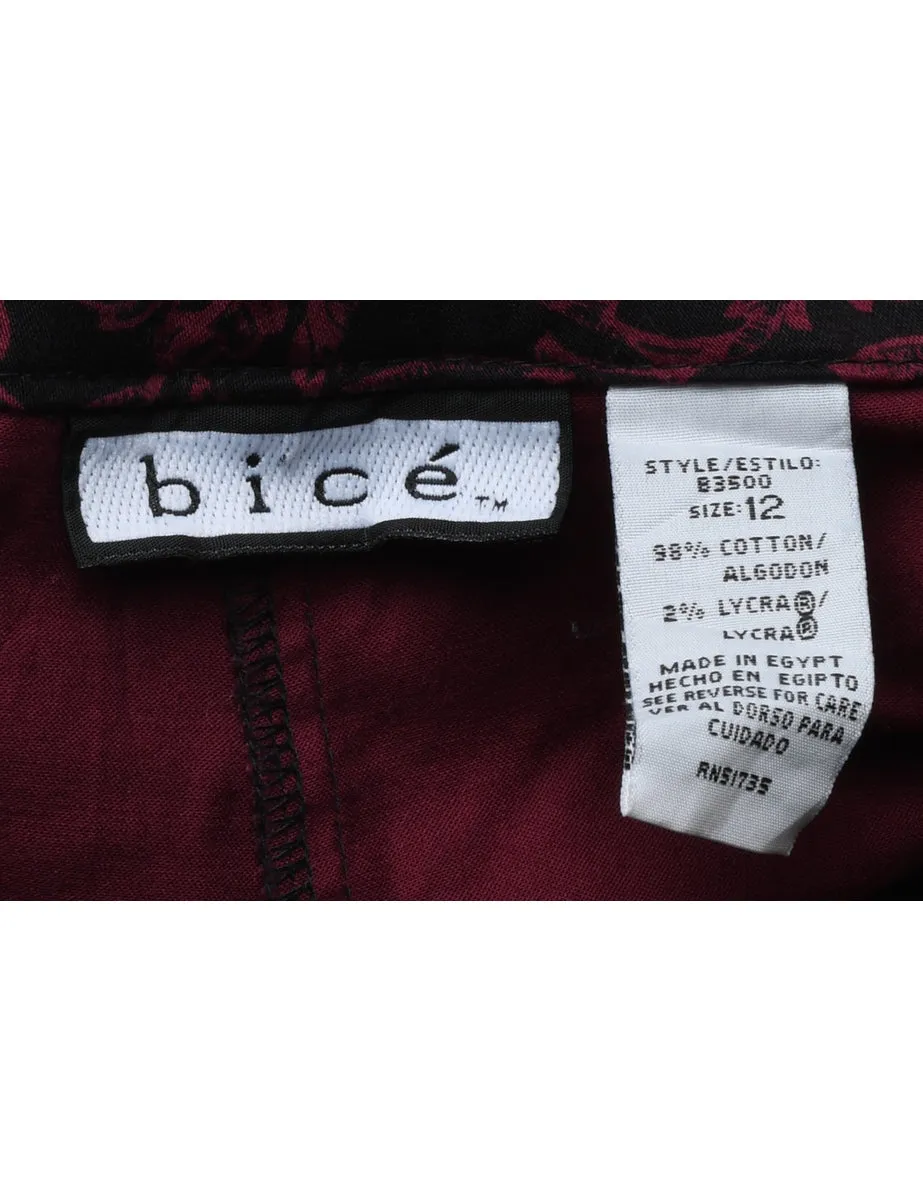 bicé™
STYLE/ESTILO:
B3500
SIZE: 12
98% COTTON/
ALGODON
2% LYCRA®/
LYCRA®
MADE IN EGYPT
HECHO EN EGIPTO
SEE REVERSE FOR CARE
VER AL DORSO PARA
CUIDADO
RN51735